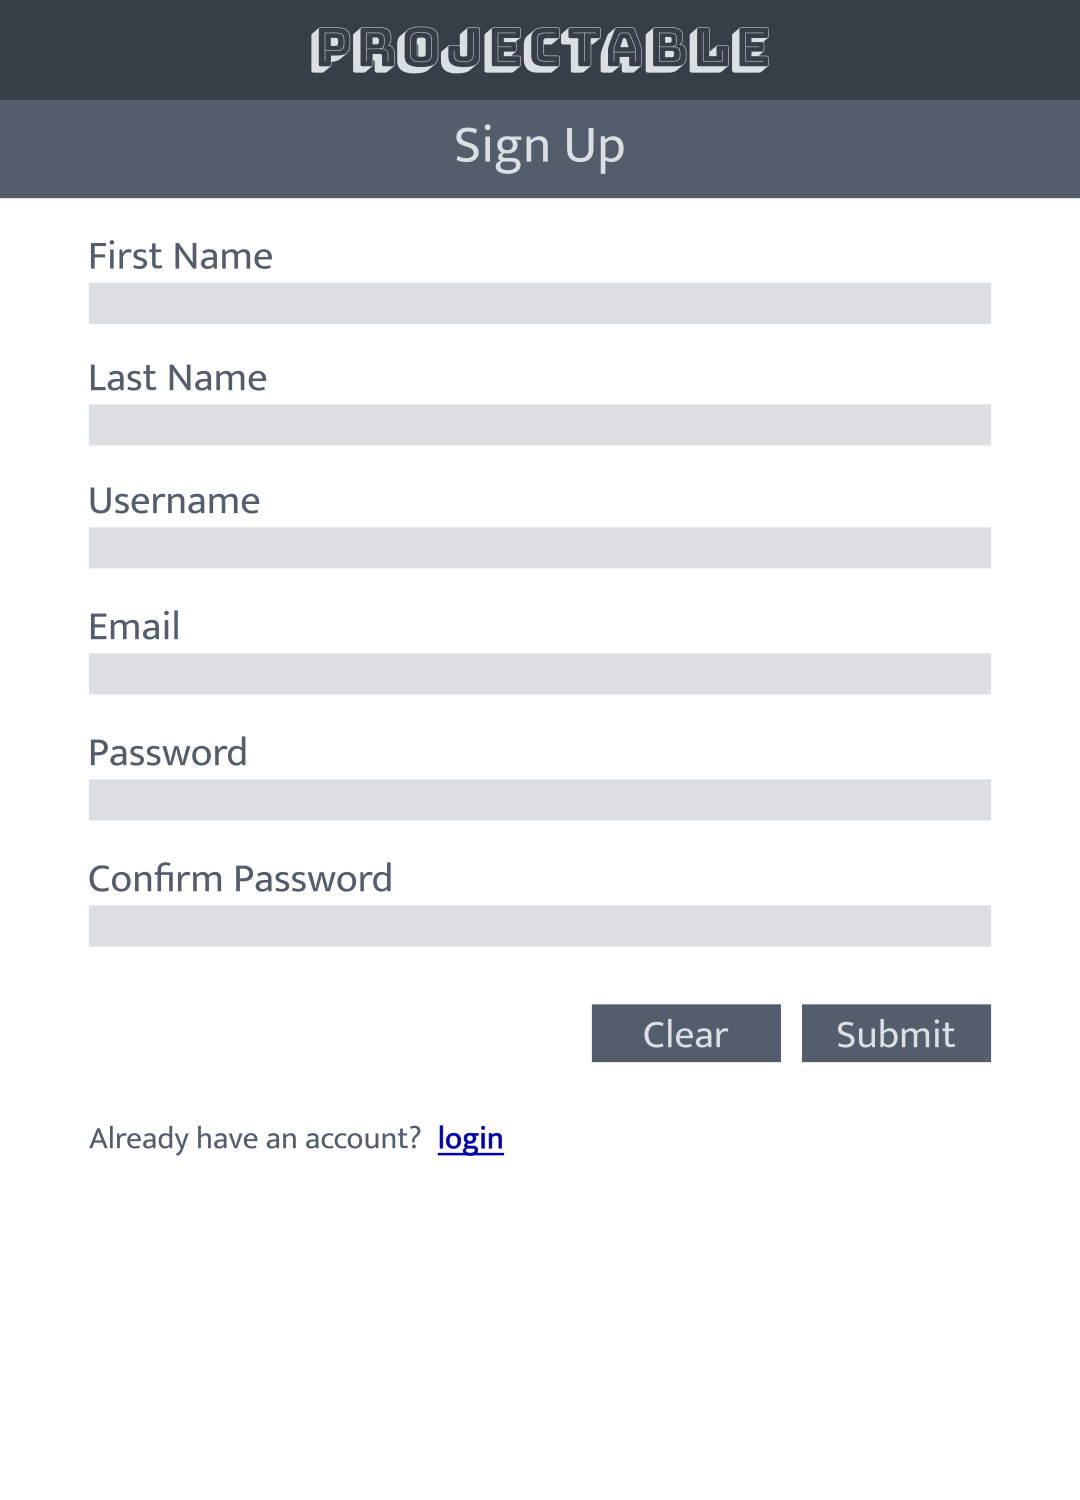 PROJECTABLE
Sign Up
First Name
Last Name
Username
Email
Password
Confirm Password
Clear Submit
Already have an account? login